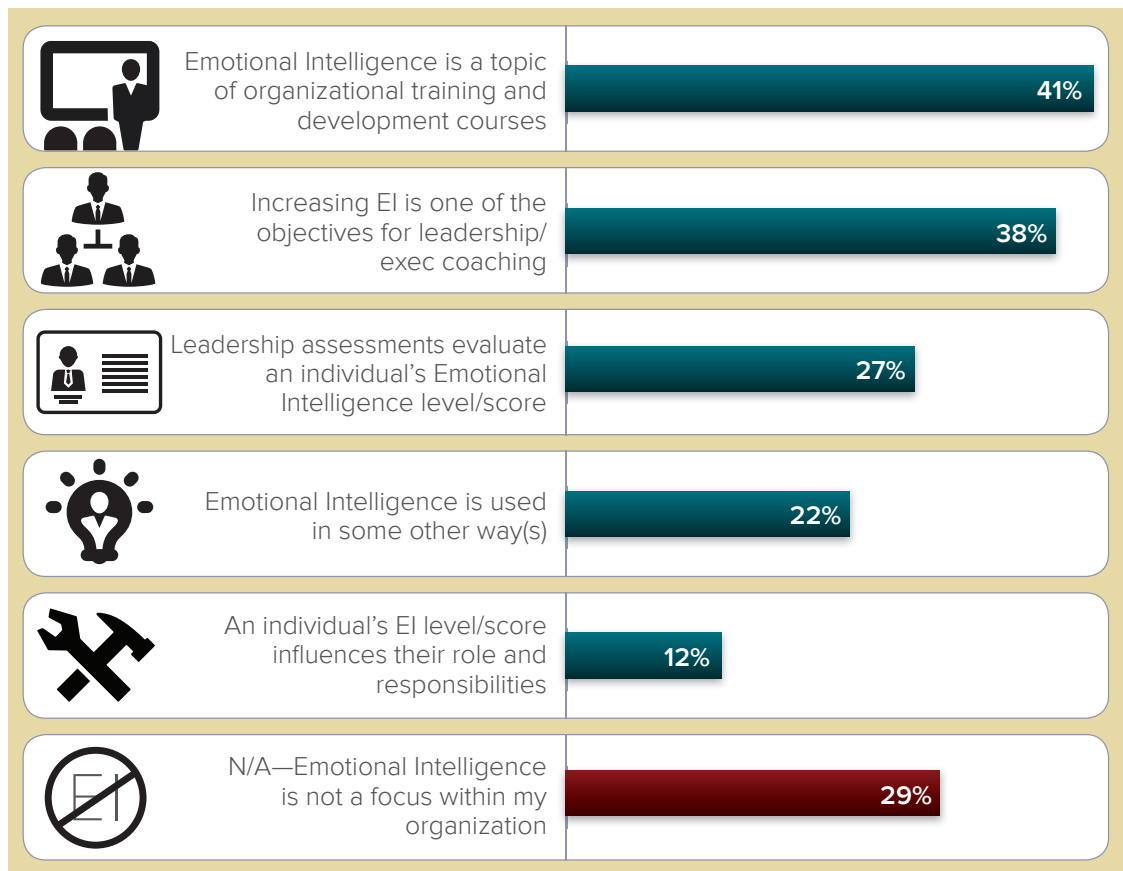 Emotional Intelligence is a topic
of organizational training and
development courses
41%
Increasing EI is one of the
objectives for leadership/
exec coaching
38%
Leadership assessments evaluate
an individual’s Emotional
Intelligence level/score
27%
Emotional Intelligence is used
in some other way(s)
22%
An individual’s EI level/score
influences their role and
responsibilities
12%
EI
N/A—Emotional Intelligence
is not a focus within my
organization
29%